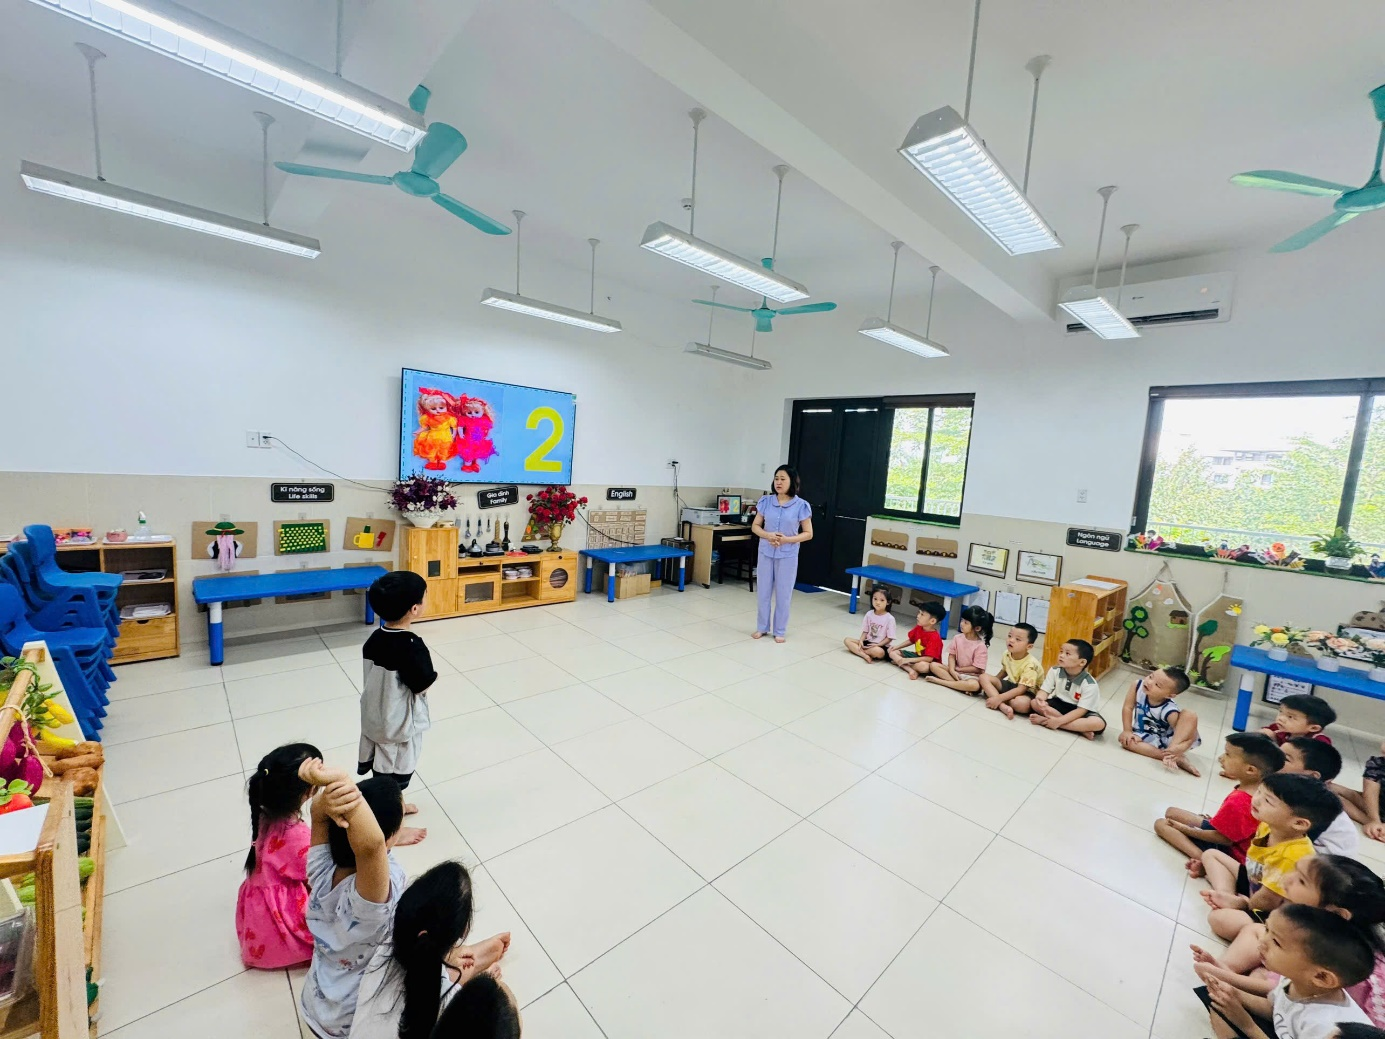 2
Kĩ năng sống
Life skills
Gia đình
Family
English
Ngôn ngữ
Language